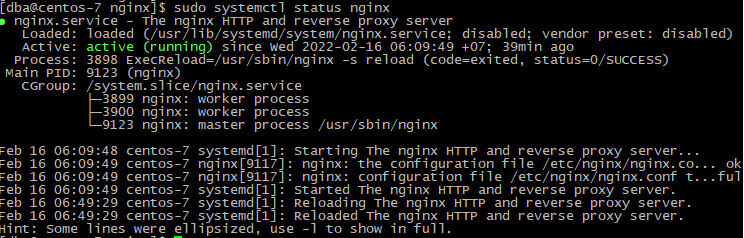 [dba@centos-7 nginx]$ sudo systemctl status nginx
● nginx.service - The nginx HTTP and reverse proxy server
   Loaded: loaded (/usr/lib/systemd/system/nginx.service; disabled; vendor preset: disabled)
   Active: active (running) since Wed 2022-02-16 06:09:49 +07; 39min ago
  Process: 3898 ExecReload=/usr/sbin/nginx -s reload (code=exited, status=0/SUCCESS)
 Main PID: 9123 (nginx)
   CGroup: /system.slice/nginx.service
           ├─3899 nginx: worker process
           ├─3900 nginx: worker process
           └─9123 nginx: master process /usr/sbin/nginx

Feb 16 06:09:48 centos-7 systemd[1]: Starting The nginx HTTP and reverse proxy server...
Feb 16 06:09:49 centos-7 nginx[9117]: nginx: the configuration file /etc/nginx/nginx.co... ok
Feb 16 06:09:49 centos-7 nginx[9117]: nginx: configuration file /etc/nginx/nginx.conf t...ful
Feb 16 06:09:49 centos-7 systemd[1]: Started The nginx HTTP and reverse proxy server.
Feb 16 06:49:29 centos-7 systemd[1]: Reloading The nginx HTTP and reverse proxy server.
Feb 16 06:49:29 centos-7 systemd[1]: Reloaded The nginx HTTP and reverse proxy server.
Hint: Some lines were ellipsized, use -l to show in full.